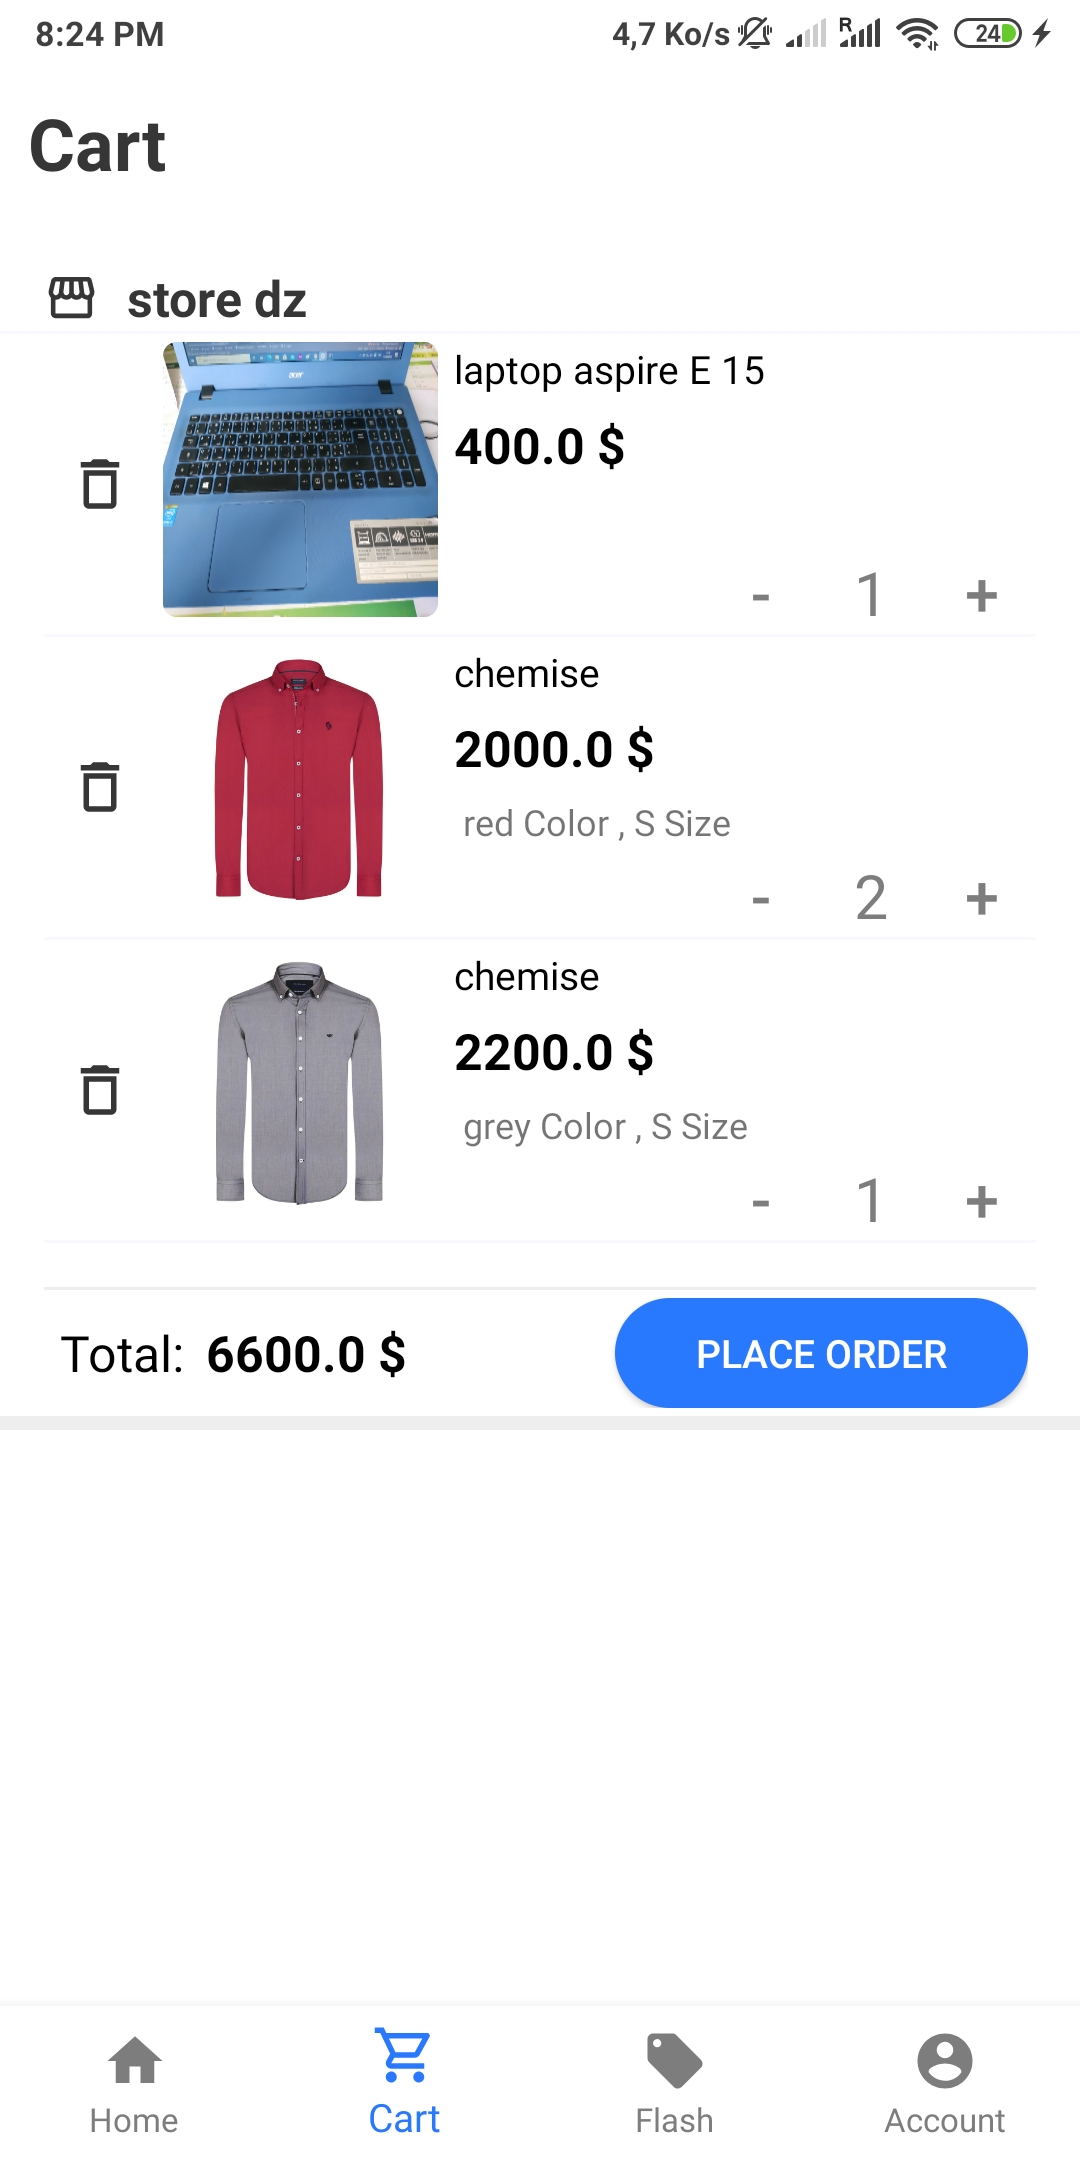 8:24 PM 4,7 Ko/s R 24
Cart
store dz
acer
laptop aspire E 15
400.0 $
- 1 +
chemise
2000.0 $
red Color , S Size
- 2 +
chemise
2200.0 $
grey Color , S Size
- 1 +
Total: 6600.0 $ PLACE ORDER
Home Cart Flash Account